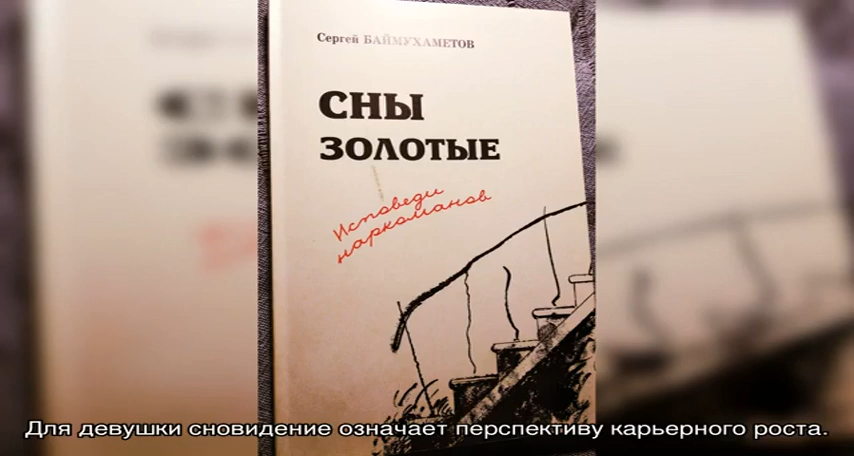 Сергей БАЙМУХАМЕТОВ
СНЫ
ЗОЛОТЫЕ
Исповеди
наркоманов
Для девушки сновидение означает перспективу карьерного роста.